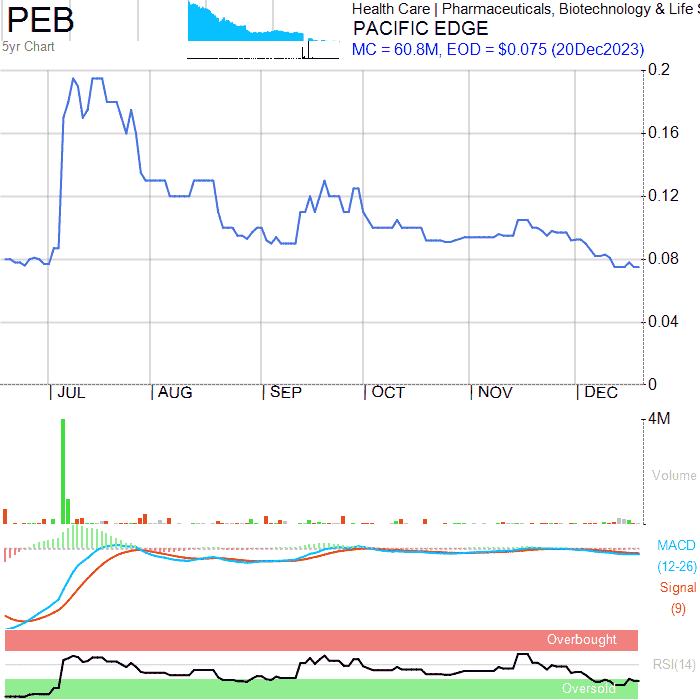 PEB
5yr Chart
Health Care | Pharmaceuticals, Biotechnology & Life S
PACIFIC EDGE
MC = 60.8M, EOD = $0.075 (20Dec2023)
0.2
0.16
0.12
0.08
0.04
0
JUL AUG SEP OCT NOV DEC
4M
Volume
MACD
(12-26)
Signal
(9)
Overbought
RSI(14)
Oversold